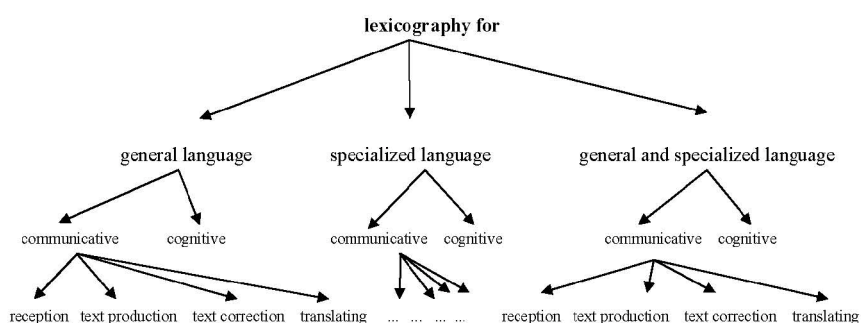 lexicography for
general language specialized language general and specialized language
communicative cognitive communicative cognitive communicative cognitive
reception text production text correction translating ... ... ... ... reception text production text correction translating